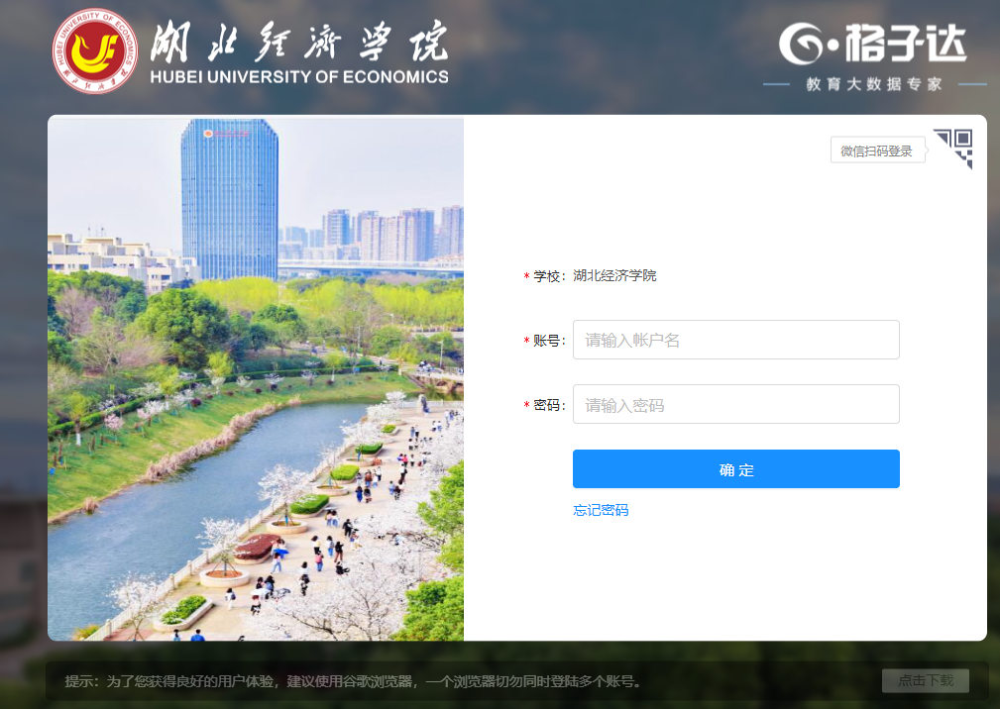 湖北经济学院
HUBEI UNIVERSITY OF ECONOMICS
格子达
教育大数据专家
微信扫码登录
* 学校： 湖北经济学院
* 账号： 请输入帐户名
* 密码： 请输入密码
确 定
忘记密码
提示：为了您获得良好的用户体验，建议使用谷歌浏览器，一个浏览器切勿同时登陆多个账号。
点击下载